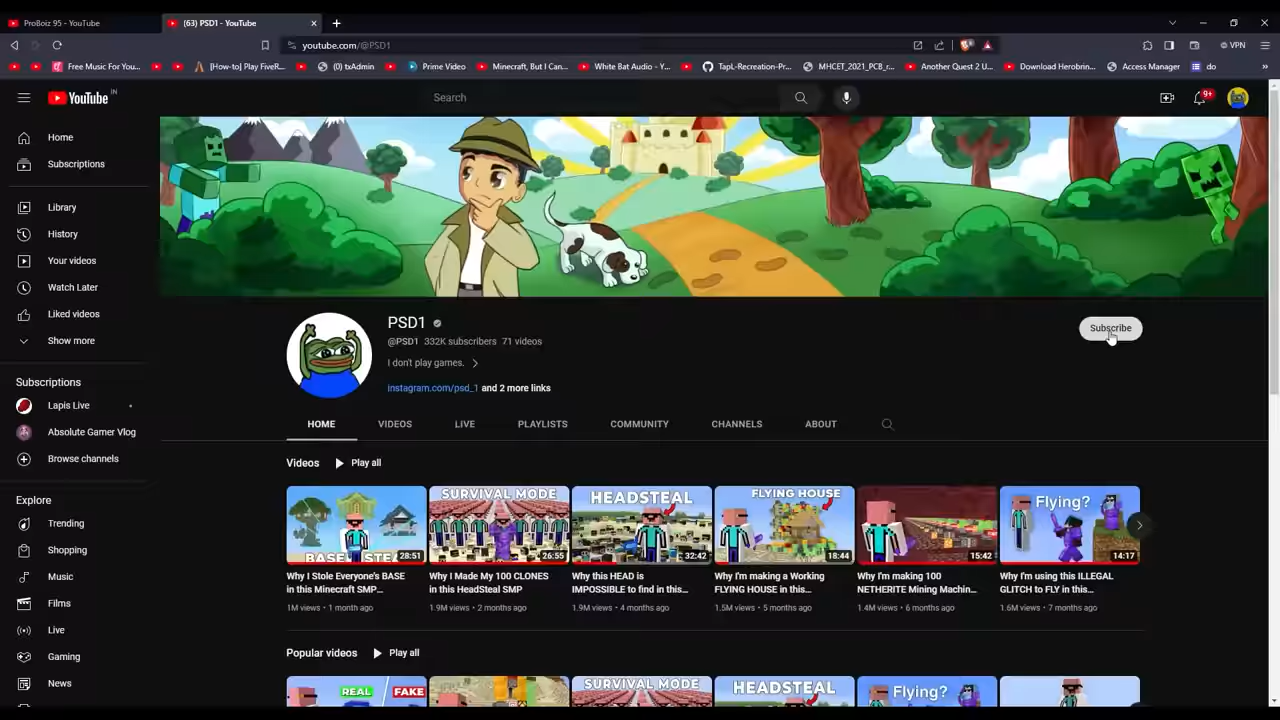 ProBoiz 95 - YouTube
(63) PSD1 - YouTube
youtube.com/@PSD1
VPN
Free Music For You...
[How-to] Play FiveR...
(0) txAdmin
Prime Video
Minecraft, But I Can...
White Bat Audio - Y...
TapL-Recreation-Pr...
MHCET_2021_PCB_r...
Another Quest 2 U...
Download Herobrin...
Access Manager
do
YouTube IN
Search
9+
Home
Subscriptions
Library
History
Your videos
Watch Later
Liked videos
Show more
Subscriptions
Lapis Live
Absolute Gamer Vlog
Browse channels
Explore
Trending
Shopping
Music
Films
Live
Gaming
News
PSD1
@PSD1 332K subscribers 71 videos
I don't play games.
instagram.com/psd_1 and 2 more links
Subscribe
HOME VIDEOS LIVE PLAYLISTS COMMUNITY CHANNELS ABOUT
Videos Play all
28:51
SURVIVAL MODE
26:55
HEADSTEAL
32:42
FLYING HOUSE
18:44
15:42
Flying?
14:17
Why I Stole Everyone's BASE
in this Minecraft SMP...
1M views • 1 month ago
Why I Made My 100 CLONES
in this HeadSteal SMP
1.9M views • 2 months ago
Why this HEAD is
IMPOSSIBLE to find in this...
1.9M views • 4 months ago
Why I'm making a Working
FLYING HOUSE in this...
1.5M views • 5 months ago
Why I'm making 100
NETHERITE Mining Machin...
1.4M views • 6 months ago
Why I'm using this ILLEGAL
GLITCH to FLY in this...
1.6M views • 7 months ago
Popular videos Play all
REAL FAKE
SURVIVAL MODE
HEADSTEAL
Flying?